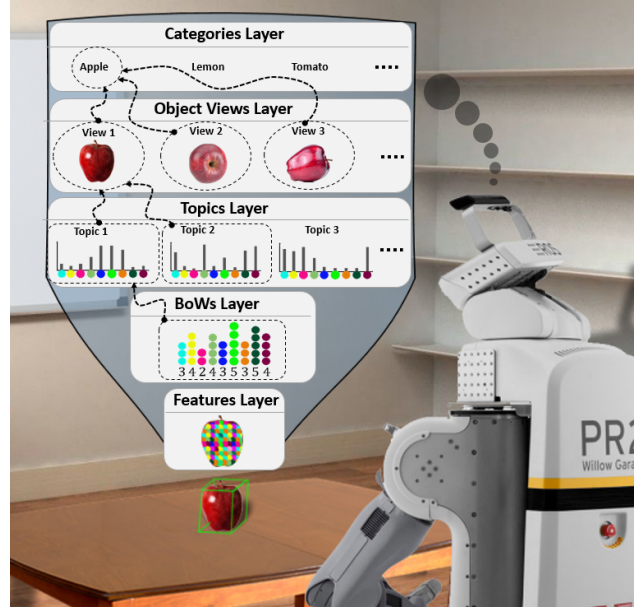 Categories Layer
Apple Lemon Tomato ....
Object Views Layer
View 1 View 2 View 3 ....
Topics Layer
Topic 1 Topic 2 Topic 3 ....
BoWs Layer
3 4 2 4 3 5 3 5 4
Features Layer
PR2
Willow Gara